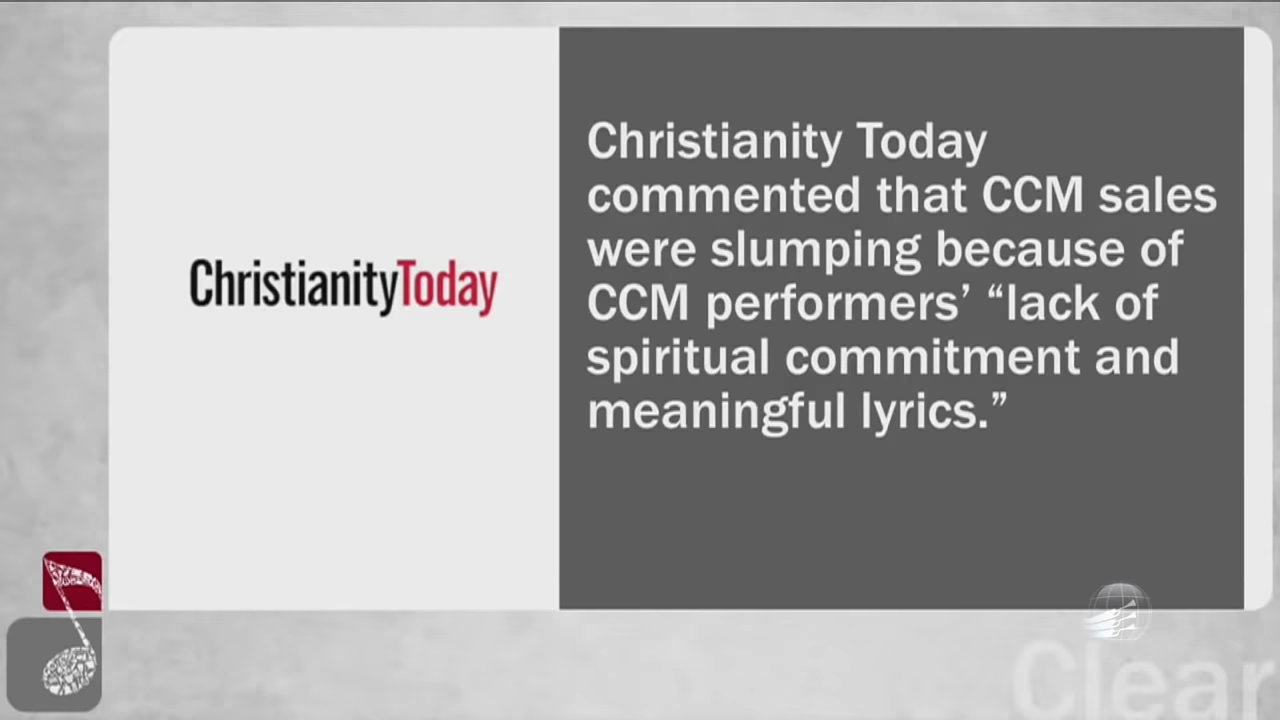 ChristianityToday
Christianity Today
commented that CCM sales
were slumping because of
CCM performers’ “lack of
spiritual commitment and
meaningful lyrics.”
Clear